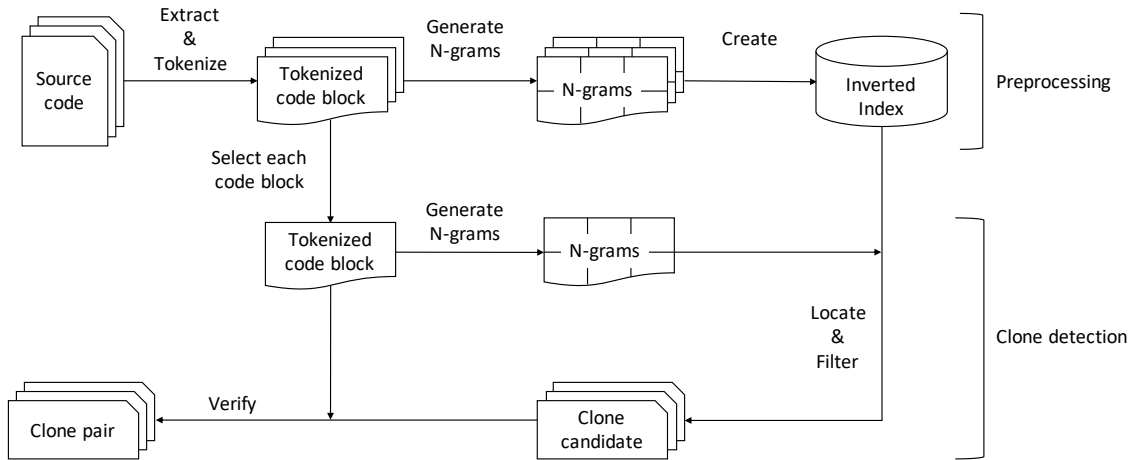 Extract
&
Tokenize
Generate
N-grams
Create
Source
code
Tokenized
code block
N-grams
Inverted
Index
Preprocessing
Select each
code block
Generate
N-grams
Tokenized
code block
N-grams
Locate
&
Filter
Clone detection
Verify
Clone pair
Clone
candidate